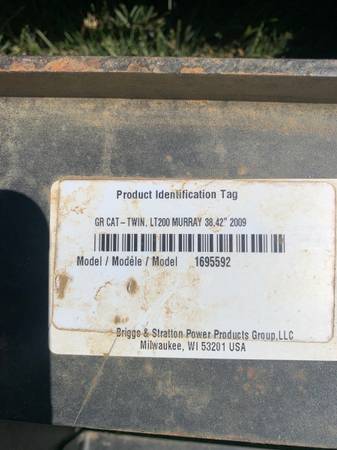 Product Identification Tag
GR CAT-TWIN, LT200 MURRAY 38,42" 2009
Model / Modéle / Model 1695592
Briggs & Stratton Power Products Group, LLC
Milwaukee, WI 53201 USA